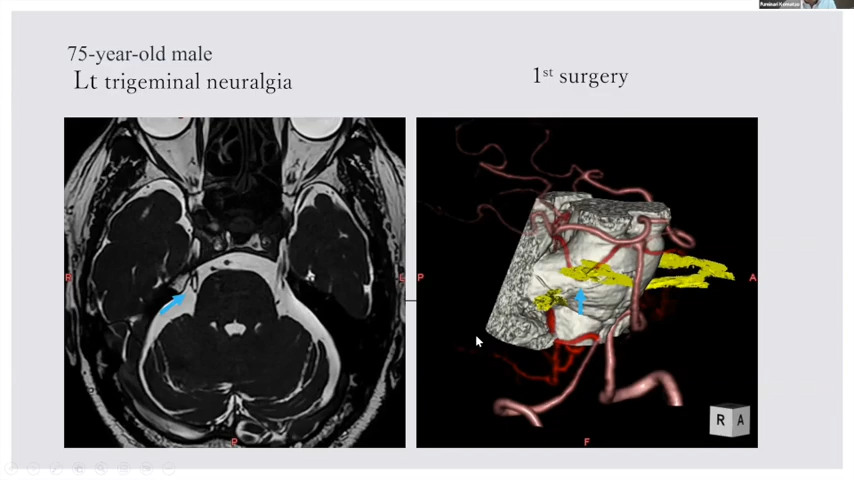 75-year-old male
Lt trigeminal neuralgia
1st surgery
R
P
P
A
F
R A